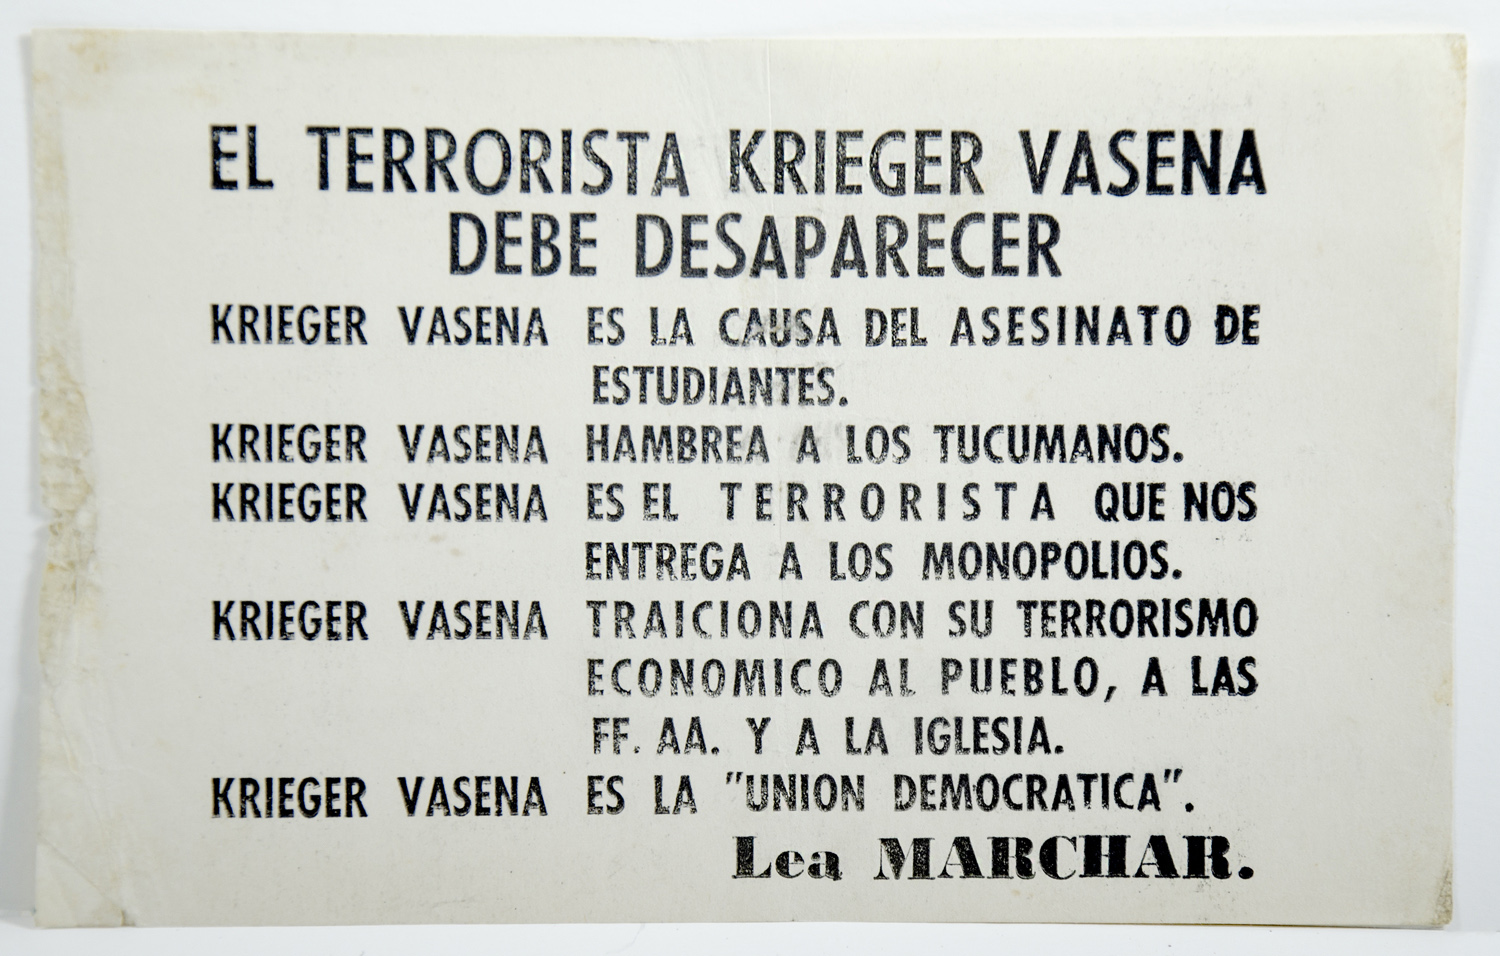 EL TERRORISTA KRIEGER VASENA
DEBE DESAPARECER
KRIEGER VASENA ES LA CAUSA DEL ASESINATO DE
ESTUDIANTES.
KRIEGER VASENA HAMBREA A LOS TUCUMANOS.
KRIEGER VASENA ES EL TERRORISTA QUE NOS
ENTREGA A LOS MONOPOLIOS.
KRIEGER VASENA TRAICIONA CON SU TERRORISMO
ECONOMICO AL PUEBLO, A LAS
FF. AA. Y A LA IGLESIA.
KRIEGER VASENA ES LA "UNION DEMOCRATICA".
Lea MARCHAR.